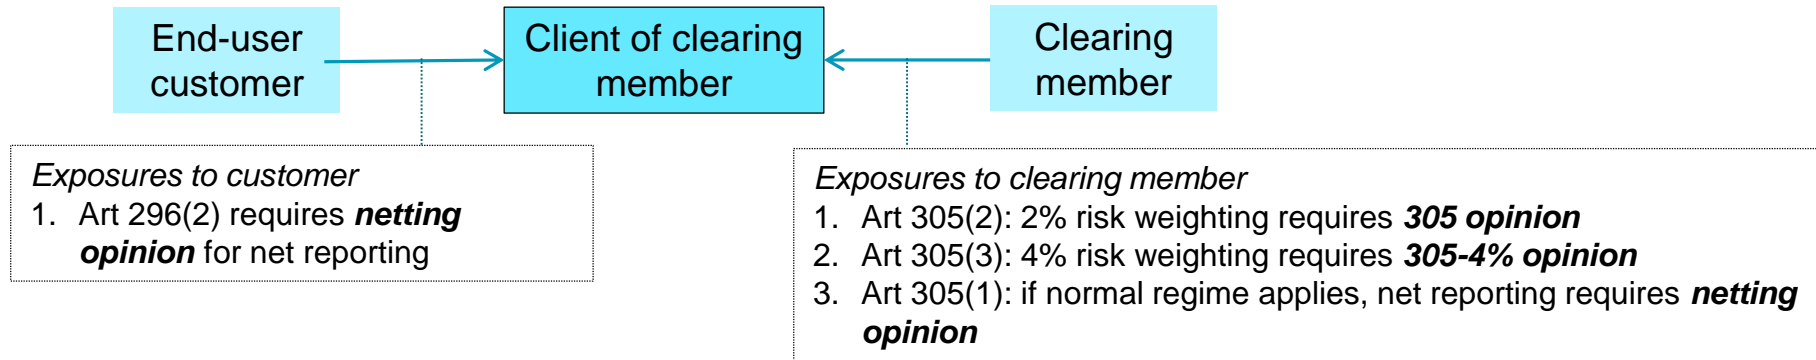 End-user
customer
Client of clearing
member
Clearing
member
Exposures to customer
1. Art 296(2) requires netting
opinion for net reporting
Exposures to clearing member
1. Art 305(2): 2% risk weighting requires 305 opinion
2. Art 305(3): 4% risk weighting requires 305-4% opinion
3. Art 305(1): if normal regime applies, net reporting requires netting
opinion